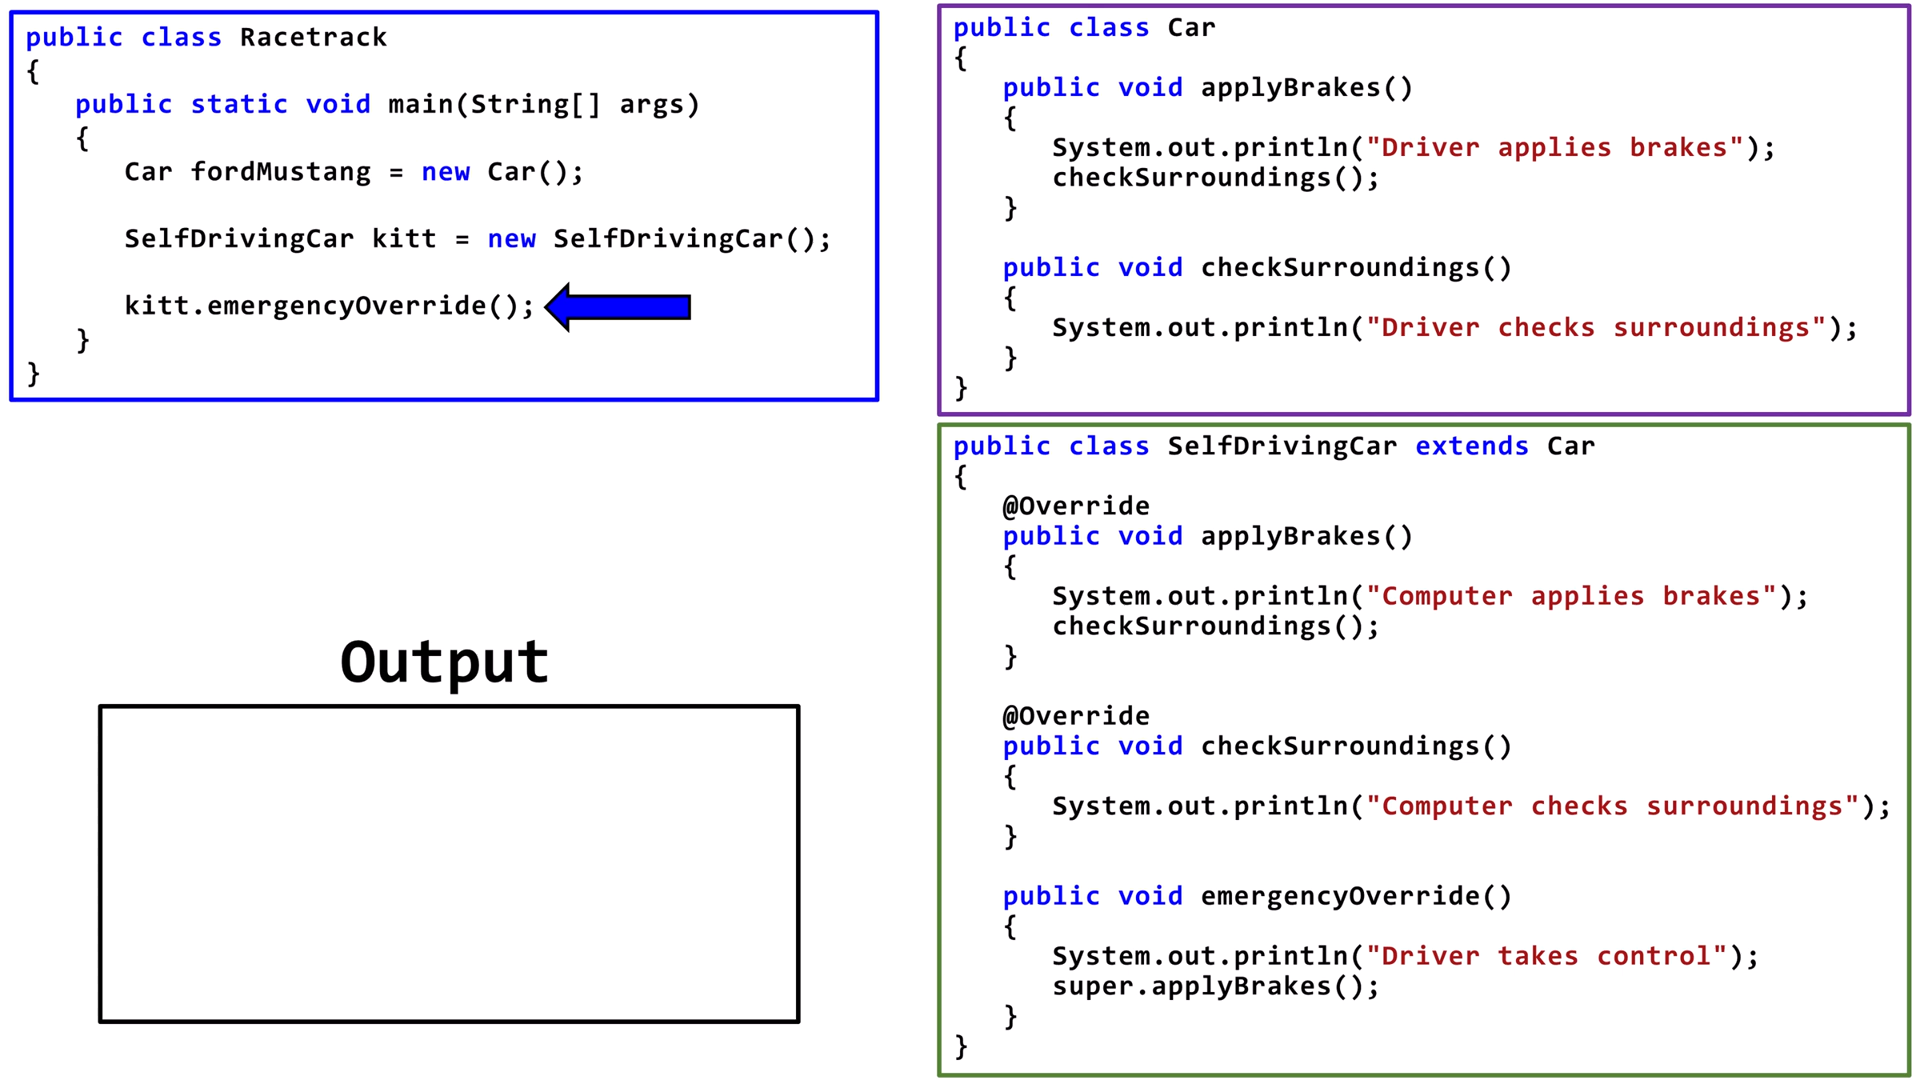 public class Racetrack
{
   public static void main(String[] args)
   {
      Car fordMustang = new Car();
      SelfDrivingCar kitt = new SelfDrivingCar();
      kitt.emergencyOverride();
   }
}
Output
public class Car
{
   public void applyBrakes()
   {
      System.out.println("Driver applies brakes");
      checkSurroundings();
   }
   public void checkSurroundings()
   {
      System.out.println("Driver checks surroundings");
   }
}
public class SelfDrivingCar extends Car
{
   @Override
   public void applyBrakes()
   {
      System.out.println("Computer applies brakes");
      checkSurroundings();
   }
   @Override
   public void checkSurroundings()
   {
      System.out.println("Computer checks surroundings");
   }
   public void emergencyOverride()
   {
      System.out.println("Driver takes control");
      super.applyBrakes();
   }
}